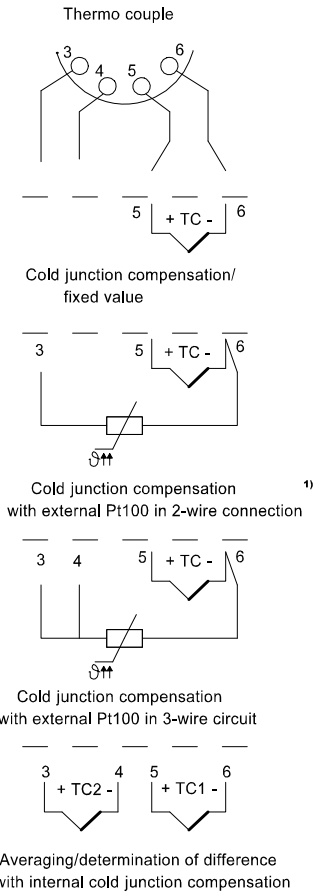 Thermo couple
3 4 5 6
5 + TC - 6
Cold junction compensation/
fixed value
3 5 + TC - 6
ϑ
Cold junction compensation 1)
with external Pt100 in 2-wire connection
3 4 5 + TC - 6
ϑ
Cold junction compensation
with external Pt100 in 3-wire circuit
3 + TC2 - 4 5 + TC1 - 6
Averaging/determination of difference
with internal cold junction compensation